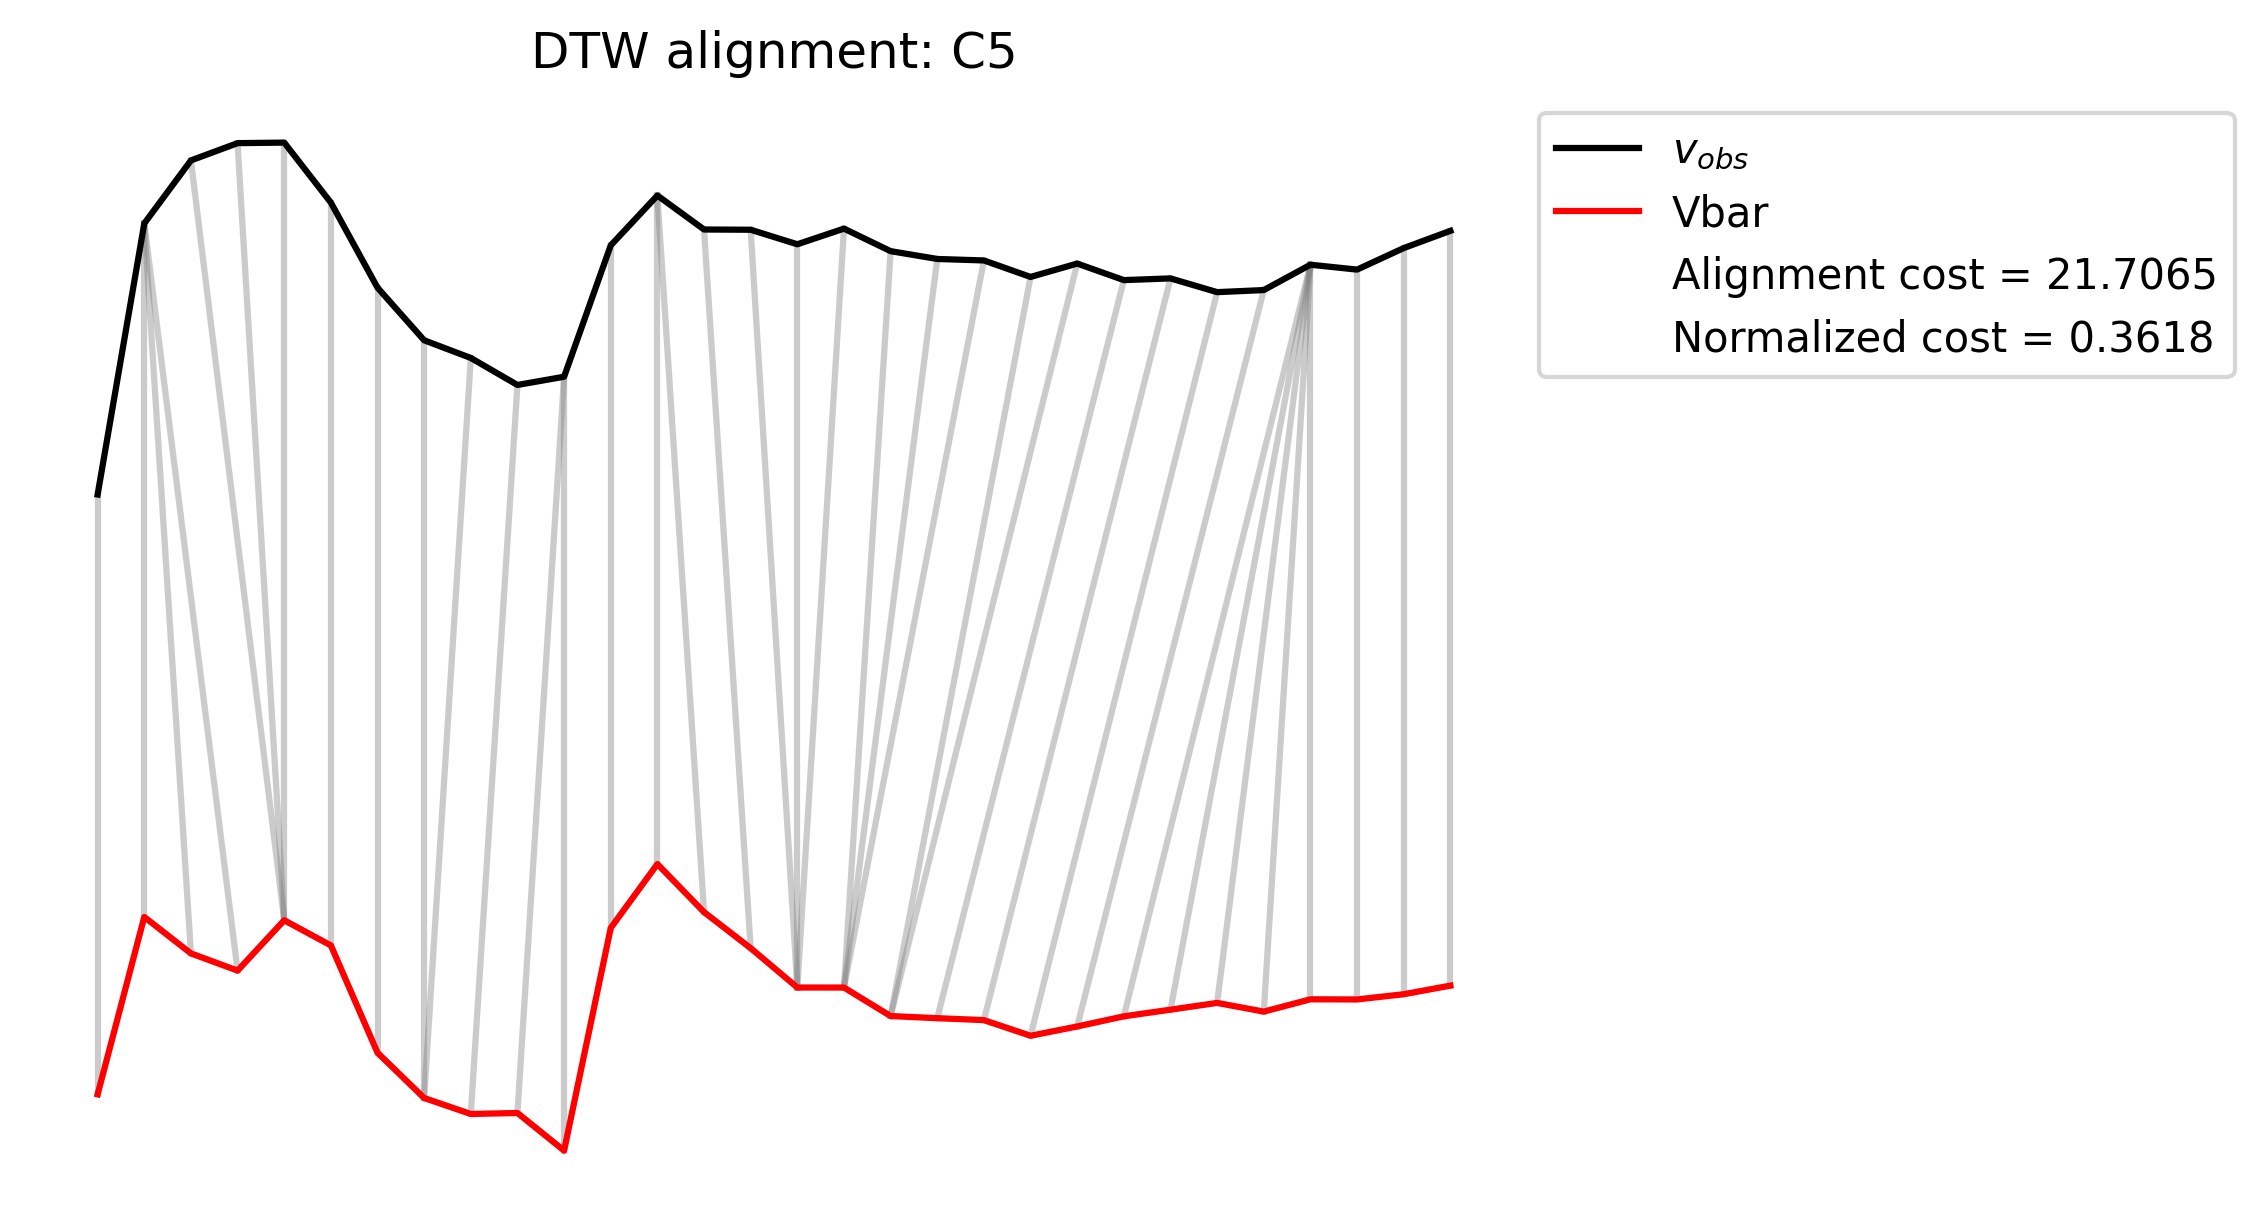 DTW alignment: C5
v_obs
Vbar
Alignment cost = 21.7065
Normalized cost = 0.3618